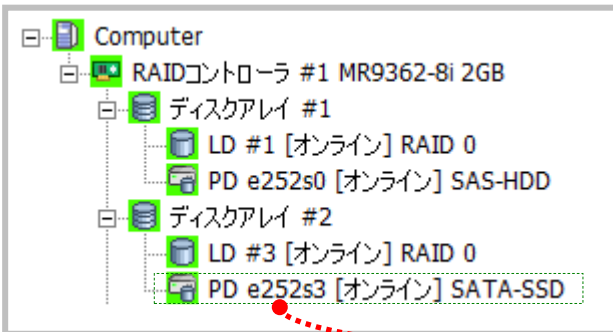 Computer
RAIDコントローラ #1 MR9362-8i 2GB
ディスクアレイ #1
LD #1 [オンライン] RAID 0
PD e252s0 [オンライン] SAS-HDD
ディスクアレイ #2
LD #3 [オンライン] RAID 0
PD e252s3 [オンライン] SATA-SSD